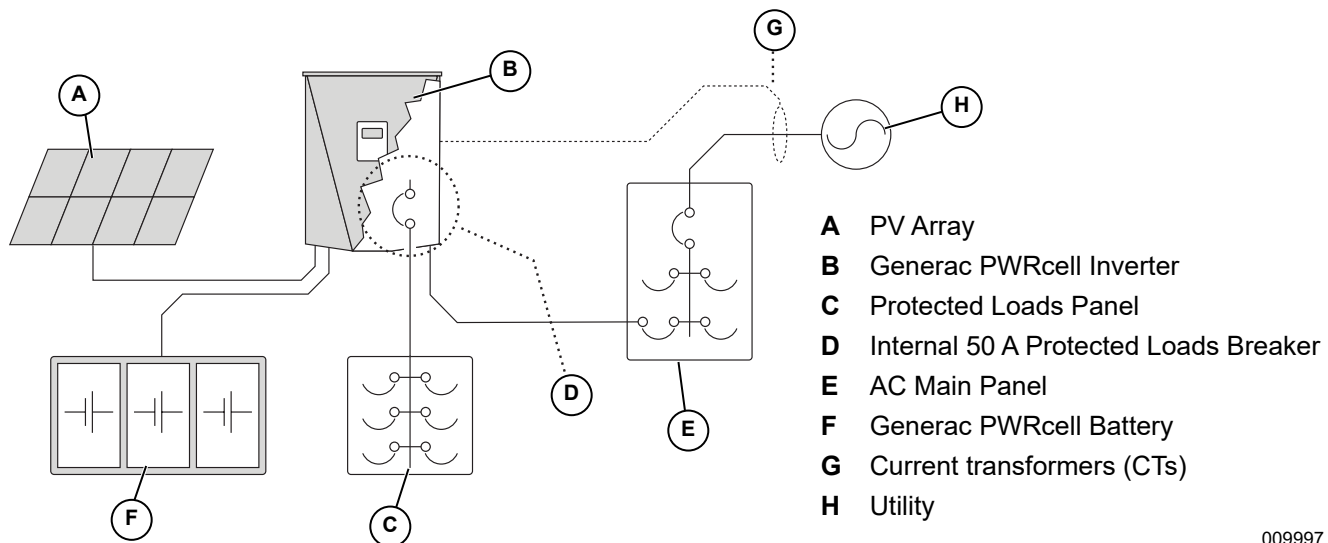 G
B
A
H
A PV Array
B Generac PWRcell Inverter
C Protected Loads Panel
D Internal 50 A Protected Loads Breaker
E AC Main Panel
F Generac PWRcell Battery
G Current transformers (CTs)
H Utility
D
E
F
C
009997